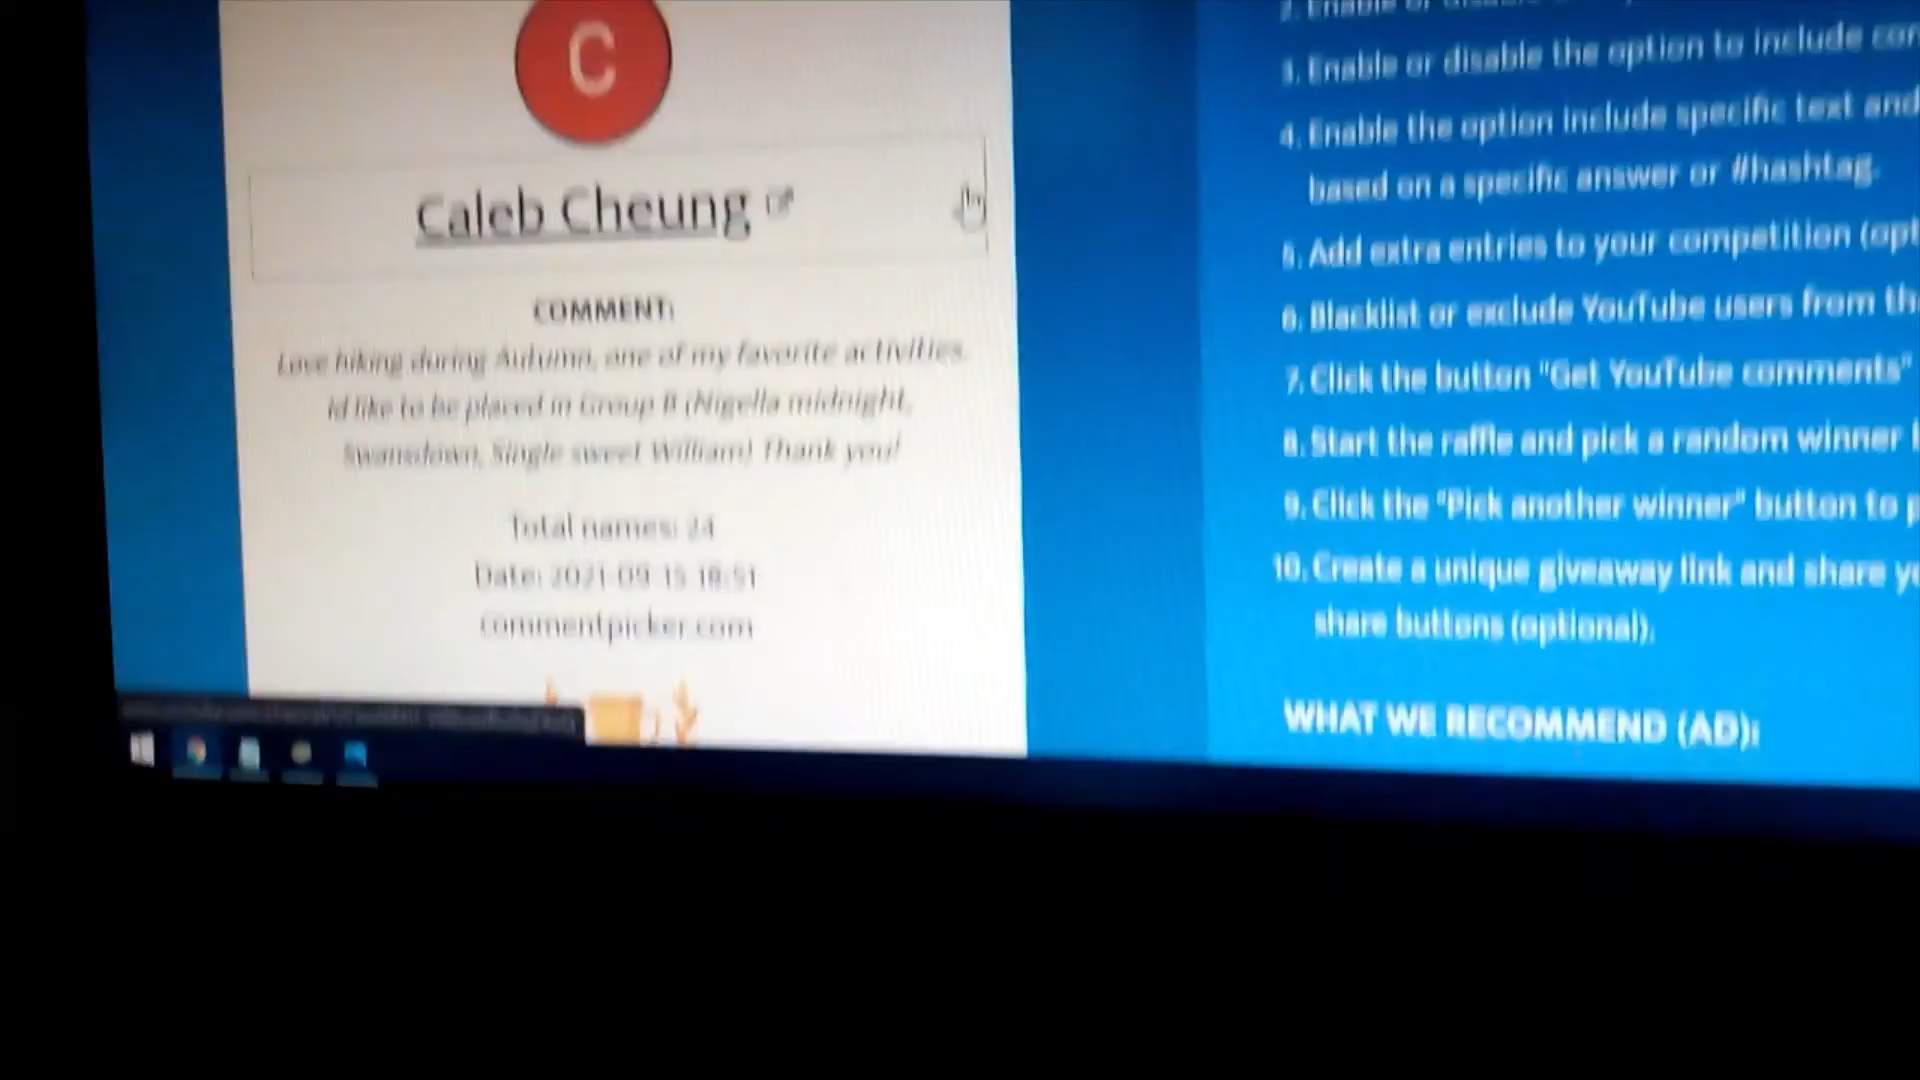 C
Caleb Cheung
COMMENT:
Love hiking during Autumn, one of my favorite activities.
id like to be placed in Group B (Nigella midnight,
Swansdown, Single sweet William) Thank you!
Total names: 24
Date: 2021-09-15 18:51
commentpicker.com
2. Enable or
3. Enable or disable the option to include
4. Enable the option include specific text and
based on a specific answer or #hashtag.
5. Add extra entries to your competition
6. Blacklist or exclude YouTube users from
7. Click the button "Get YouTube comments"
8. Start the raffle and pick a random winner
9. Click the "Pick another winner" button to
10. Create a unique giveaway link and share
share buttons (optional).
WHAT WE RECOMMEND (AD):